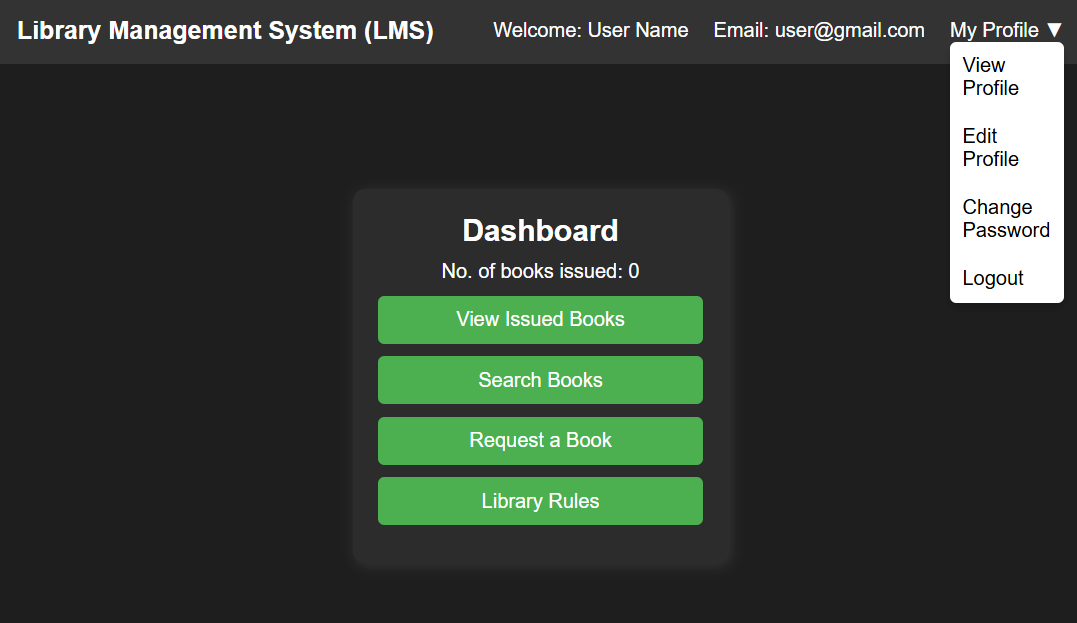 Library Management System (LMS)
Welcome: User Name
Email: user@gmail.com
My Profile ▼
View
Profile
Edit
Profile
Change
Password
Logout
Dashboard
No. of books issued: 0
View Issued Books
Search Books
Request a Book
Library Rules